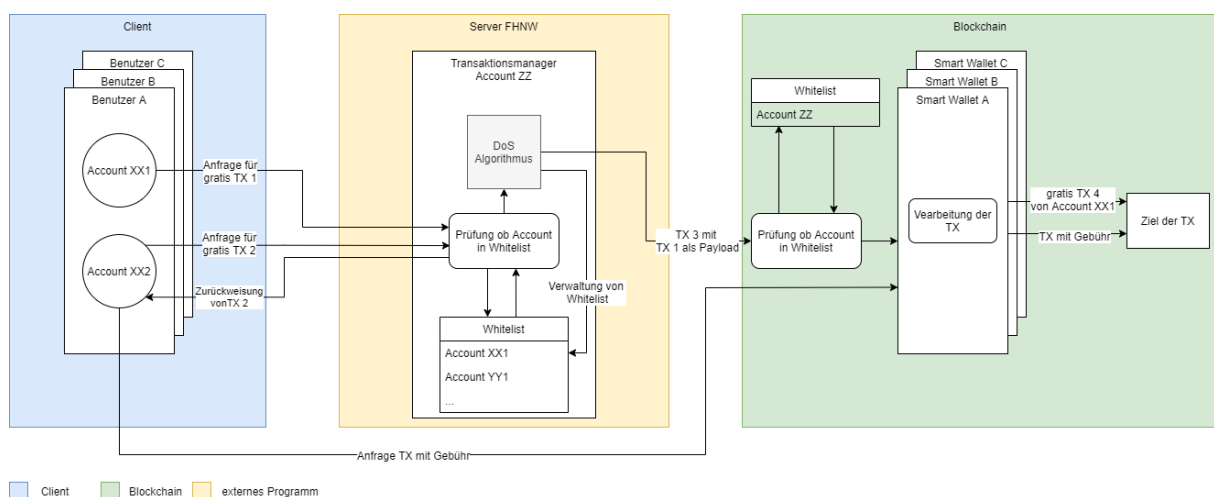 Client
Benutzer C
Benutzer B
Benutzer A
Account XX1
Account XX2
Anfrage für
gratis TX 1
Anfrage für
gratis TX 2
Zurückweisung
vonTX 2
Server FHNW
Transaktionsmanager
Account ZZ
DoS
Algorithmus
Prüfung ob Account
in Whitelist
Verwaltung von
Whitelist
Whitelist
Account XX1
Account YY1
...
TX 3 mit
TX 1 als Payload
Blockchain
Whitelist
Account ZZ
Prüfung ob Account
in Whitelist
Smart Wallet C
Smart Wallet B
Smart Wallet A
Vearbeitung der
TX
gratis TX 4
von Account XX1
TX mit Gebühr
Ziel der TX
Anfrage TX mit Gebühr
Client
Blockchain
externes Programm